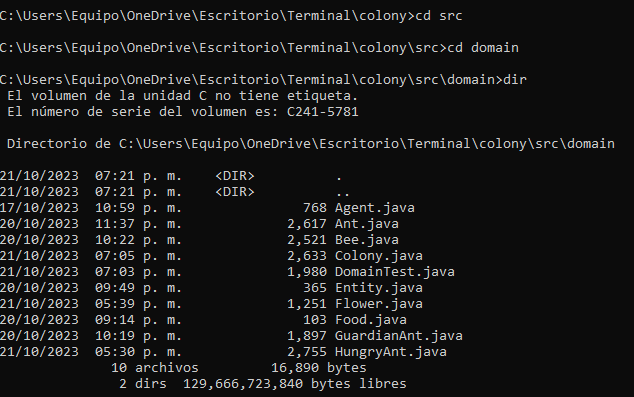 C:\Users\Equipo\OneDrive\Escritorio\Terminal\colony>cd src
C:\Users\Equipo\OneDrive\Escritorio\Terminal\colony\src>cd domain
C:\Users\Equipo\OneDrive\Escritorio\Terminal\colony\src\domain>dir
El volumen de la unidad C no tiene etiqueta.
El número de serie del volumen es: C241-5781
Directorio de C:\Users\Equipo\OneDrive\Escritorio\Terminal\colony\src\domain
21/10/2023  07:21 p. m.    <DIR>          .
21/10/2023  07:21 p. m.    <DIR>          ..
17/10/2023  10:59 p. m.               768 Agent.java
20/10/2023  11:37 p. m.             2,617 Ant.java
20/10/2023  10:22 p. m.             2,521 Bee.java
21/10/2023  07:05 p. m.             2,633 Colony.java
21/10/2023  07:03 p. m.             1,980 DomainTest.java
20/10/2023  09:49 p. m.               365 Entity.java
21/10/2023  05:39 p. m.             1,251 Flower.java
20/10/2023  09:14 p. m.               103 Food.java
20/10/2023  10:19 p. m.             1,897 GuardianAnt.java
21/10/2023  05:30 p. m.             2,755 HungryAnt.java
10 archivos         16,890 bytes
2 dirs  129,666,723,840 bytes libres